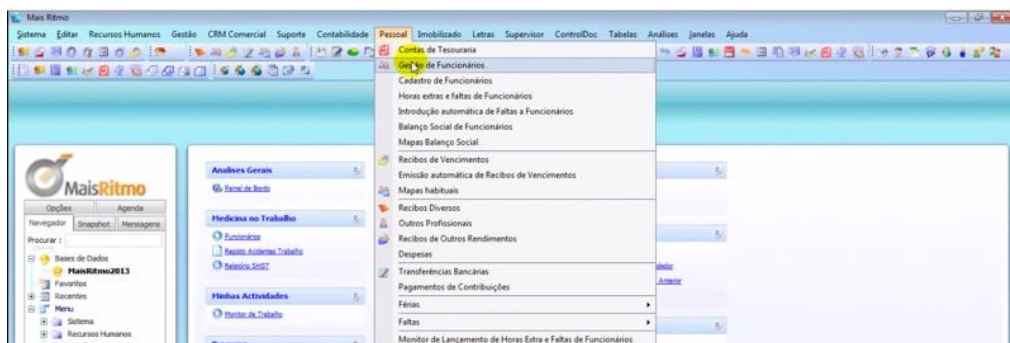 Mais Ritmo
Sistema Editar Recursos Humanos Gestão CRM Comercial Suporte Contabilidade Pessoal Imobilizado Letras Supervisor ControlDoc Tabelas Análises Janelas Ajuda
Contas de Tesouraria
Gestão de Funcionários
Cadastro de Funcionários
Horas extras e faltas de Funcionários
Introdução automática de Faltas a Funcionários
Balanço Social de Funcionários
Mapas Balanço Social
Recibos de Vencimentos
Emissão automática de Recibos de Vencimentos
Mapas habituais
Recibos Diversos
Outros Profissionais
Recibos de Outros Rendimentos
Despesas
Transferências Bancárias
Pagamentos de Contribuições
Férias
Faltas
Monitor de Lançamento de Horas Extra e Faltas de Funcionários
MaisRitmo
Opções Agenda
Navegador Snapshot Mensagens
Procurar :
Bases de Dados
MaisRitmo2013
Favoritos
Recentes
Menu
Sistema
Recursos Humanos
Analises Gerais
Painel de Bordo
Medicina no Trabalho
Funcionários
Registo Acidentes Trabalho
Relatório SHST
Minhas Actividades
Monitor de Trabalho
Anterior